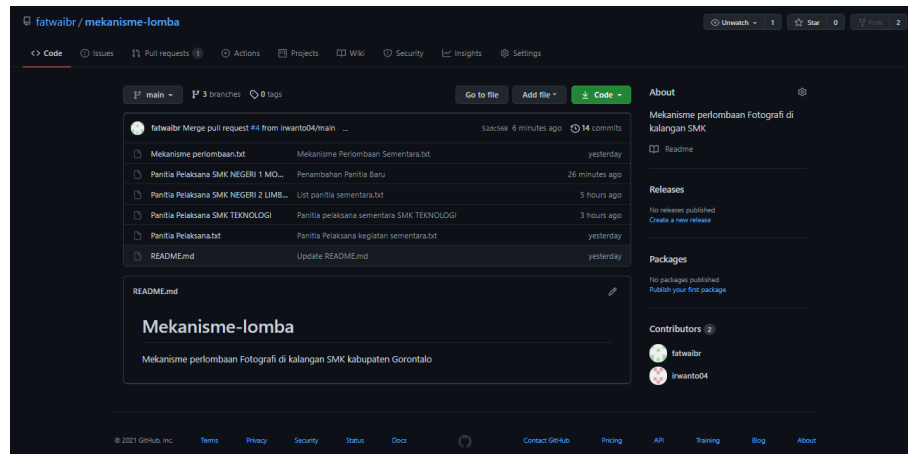 fatwaibr / mekanisme-lomba
Unwatch 1 Star 0 Fork 2
Code Issues Pull requests 1 Actions Projects Wiki Security Insights Settings
main 3 branches 0 tags Go to file Add file Code
fatwaibr Merge pull request #4 from irwanto04/main ... 52dc568 6 minutes ago 14 commits
Mekanisme perlombaan.txt Mekanisme Perlombaan Sementara.txt yesterday
Panitia Pelaksana SMK NEGERI 1 MO... Penambahan Panitia Baru 26 minutes ago
Panitia Pelaksana SMK NEGERI 2 LIMB... List panitia sementara.txt 5 hours ago
Panitia Pelaksana SMK TEKNOLOGI Panitia pelaksana sementara SMK TEKNOLOGI 3 hours ago
Panitia Pelaksana.txt Panitia Pelaksana kegiatan sementara.txt yesterday
README.md Update README.md yesterday
README.md
Mekanisme-lomba
Mekanisme perlombaan Fotografi di kalangan SMK kabupaten Gorontalo
About
Mekanisme perlombaan Fotografi di
kalangan SMK
Readme
Releases
No releases published
Create a new release
Packages
No packages published
Publish your first package
Contributors 2
fatwaibr
irwanto04
© 2021 GitHub, Inc. Terms Privacy Security Status Docs Contact GitHub Pricing API Training Blog About